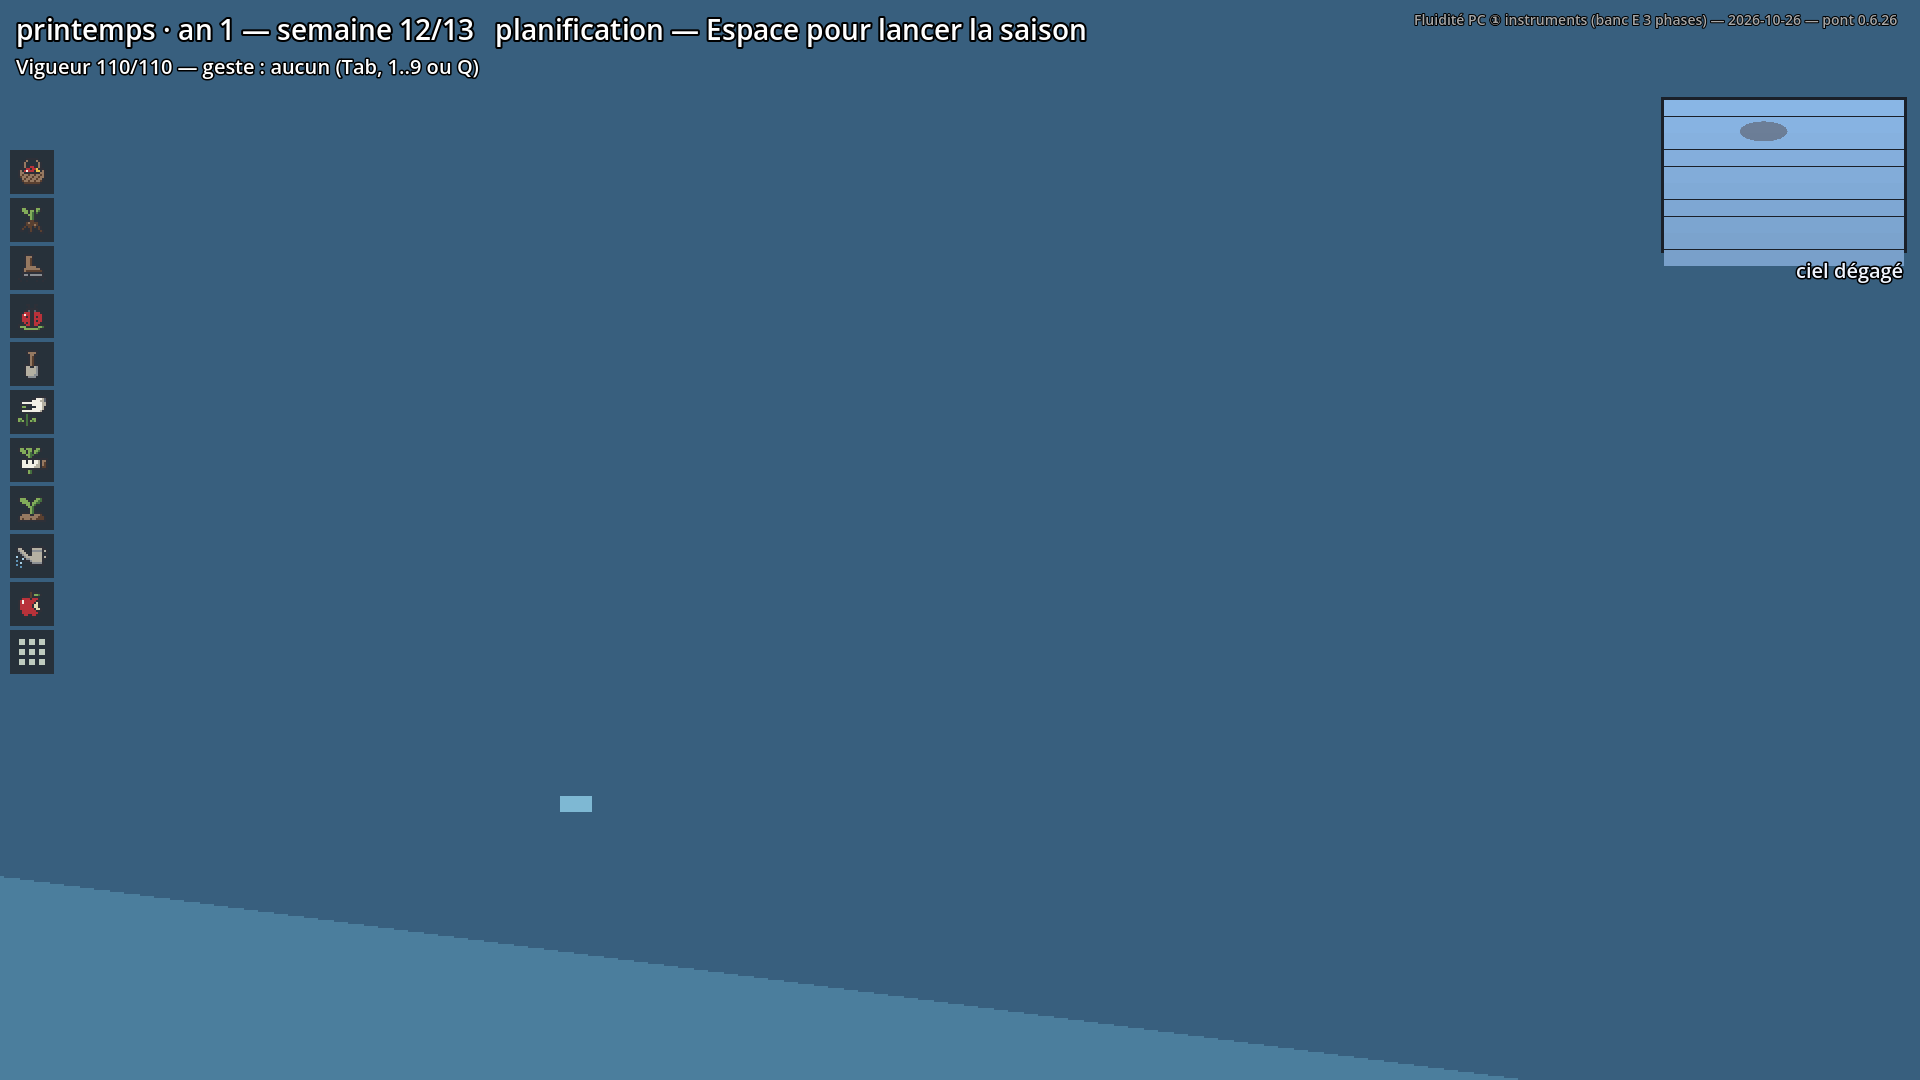 printemps · an 1 — semaine 12/13 planification — Espace pour lancer la saison
Fluidité PC ① instruments (banc E 3 phases) — 2026-10-26 — pont 0.6.26
Vigueur 110/110 — geste : aucun (Tab, 1..9 ou Q)
ciel dégagé